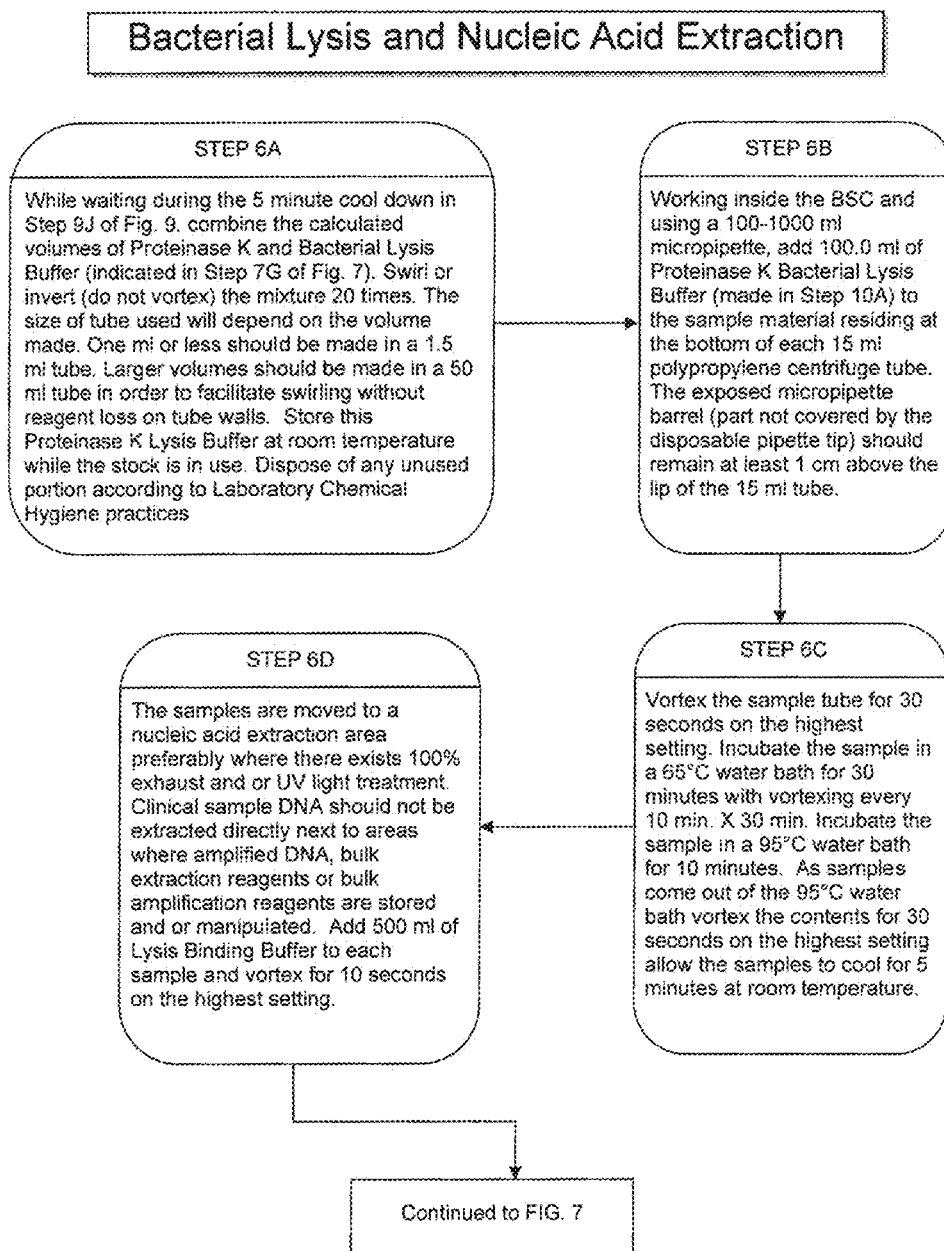 Bacterial Lysis and Nucleic Acid Extraction
STEP 6A
While waiting during the 5 minute cool down in
Step 9J of Fig. 9, combine the calculated
volumes of Proteinase K and Bacterial Lysis
Buffer (indicated in Step 7G of Fig. 7). Swirl or
invert (do not vortex) the mixture 20 times. The
size of tube used will depend on the volume
made. One ml or less should be made in a 1.5
ml tube. Larger volumes should be made in a 50
ml tube in order to facilitate swirling without
reagent loss on tube walls. Store this
Proteinase K Lysis Buffer at room temperature
while the stock is in use. Dispose of any unused
portion according to Laboratory Chemical
Hygiene practices
STEP 6B
Working inside the BSC and
using a 100-1000 ml
micropipette, add 100.0 ml of
Proteinase K Bacterial Lysis
Buffer (made in Step 10A) to
the sample material residing at
the bottom of each 15 ml
polypropylene centrifuge tube.
The exposed micropipette
barrel (part not covered by the
disposable pipette tip) should
remain at least 1 cm above the
lip of the 15 ml tube.
STEP 6C
Vortex the sample tube for 30
seconds on the highest
setting. Incubate the sample in
a 65°C water bath for 30
minutes with vortexing every
10 min. X 30 min. Incubate the
sample in a 95°C water bath
for 10 minutes. As samples
come out of the 95°C water
bath vortex the contents for 30
seconds on the highest setting
allow the samples to cool for 5
minutes at room temperature.
STEP 6D
The samples are moved to a
nucleic acid extraction area
preferably where there exists 100%
exhaust and or UV light treatment.
Clinical sample DNA should not be
extracted directly next to areas
where amplified DNA, bulk
extraction reagents or bulk
amplification reagents are stored
and or manipulated. Add 500 ml of
Lysis Binding Buffer to each
sample and vortex for 10 seconds
on the highest setting.
Continued to FIG. 7